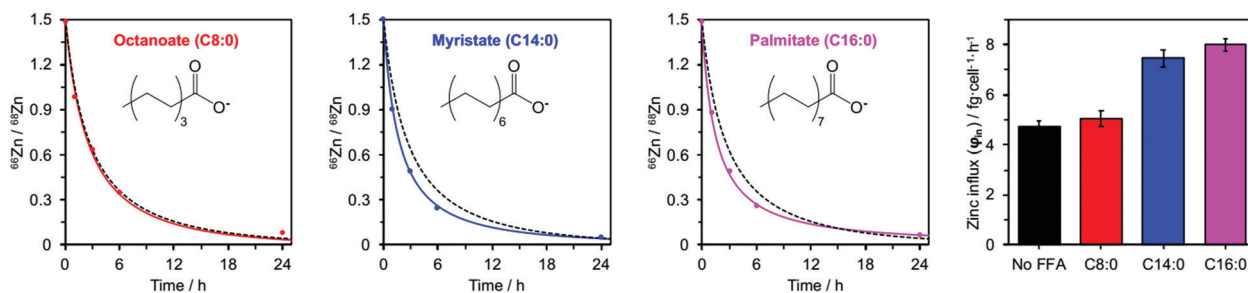 1.5
1.2
0.9
0.6
0.3
0
⁶⁶Zn / ⁶⁸Zn
Octanoate (C8:0)
O
O⁻
3
0 6 12 18 24
Time / h
1.5
1.2
0.9
0.6
0.3
0
⁶⁶Zn / ⁶⁸Zn
Myristate (C14:0)
O
O⁻
6
0 6 12 18 24
Time / h
1.5
1.2
0.9
0.6
0.3
0
⁶⁶Zn / ⁶⁸Zn
Palmitate (C16:0)
O
O⁻
7
0 6 12 18 24
Time / h
8
6
4
2
0
Zinc influx (φin) / fg·cell⁻¹·h⁻¹
No FFA C8:0 C14:0 C16:0